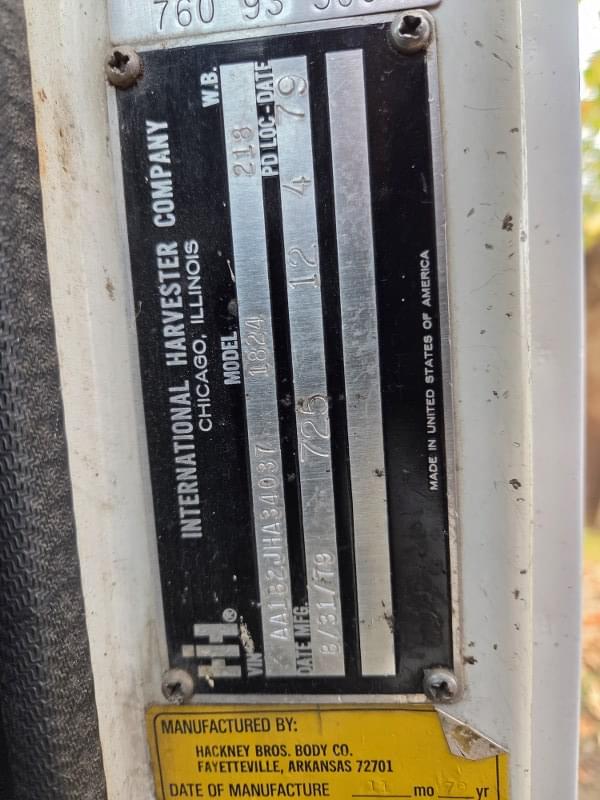 760 93
INTERNATIONAL HARVESTER COMPANY
CHICAGO, ILLINOIS
VIN MODEL W.B.
AA182JHA34037 1824 218
DATE MFG. PD LOC-DATE
8/31/79 725 12 4 79
MADE IN UNITED STATES OF AMERICA
IH®
MANUFACTURED BY:
HACKNEY BROS. BODY CO.
FAYETTEVILLE, ARKANSAS 72701
DATE OF MANUFACTURE 11 mo 79 yr